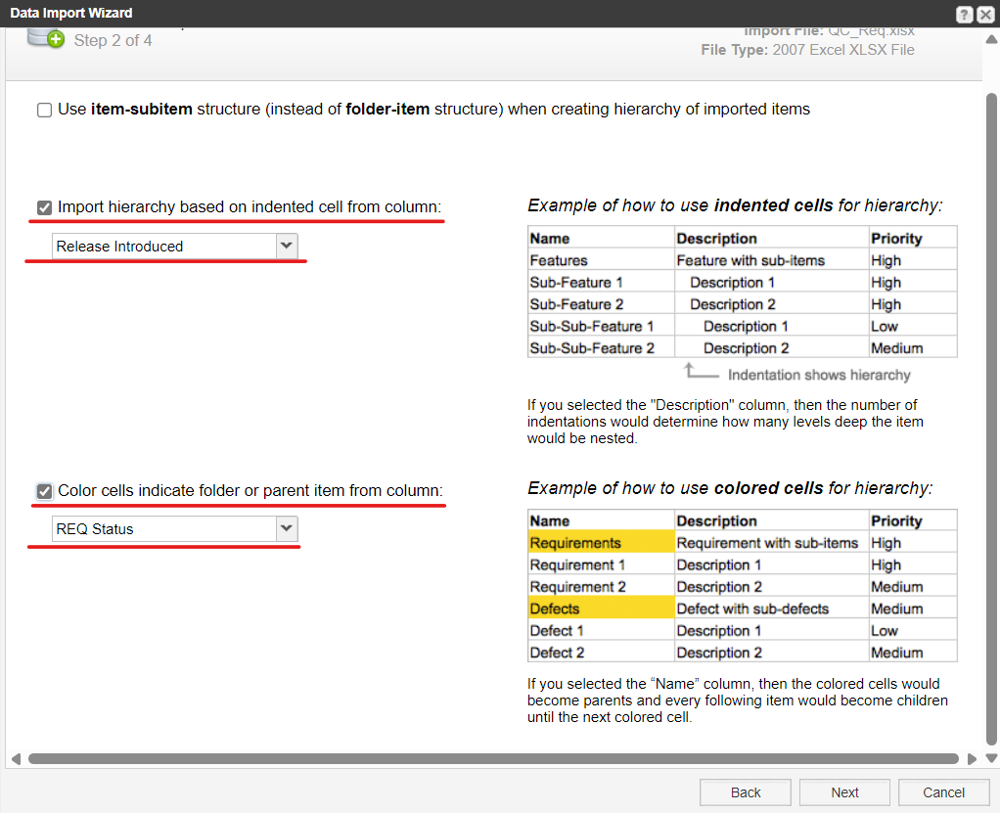 Data Import Wizard
?
Step 2 of 4
Import File: QC_Req.xlsx
File Type: 2007 Excel XLSX File
Use item-subitem structure (instead of folder-item structure) when creating hierarchy of imported items
Import hierarchy based on indented cell from column:
Release Introduced
Example of how to use indented cells for hierarchy:
Name Description Priority
Features Feature with sub-items High
Sub-Feature 1 Description 1 High
Sub-Feature 2 Description 2 High
Sub-Sub-Feature 1 Description 1 Low
Sub-Sub-Feature 2 Description 2 Medium
Indentation shows hierarchy
If you selected the "Description" column, then the number of
indentations would determine how many levels deep the item
would be nested.
Color cells indicate folder or parent item from column:
REQ Status
Example of how to use colored cells for hierarchy:
Name Description Priority
Requirements Requirement with sub-items High
Requirement 1 Description 1 High
Requirement 2 Description 2 Medium
Defects Defect with sub-defects Medium
Defect 1 Description 1 Low
Defect 2 Description 2 Medium
If you selected the “Name” column, then the colored cells would
become parents and every following item would become children
until the next colored cell.
Back Next Cancel